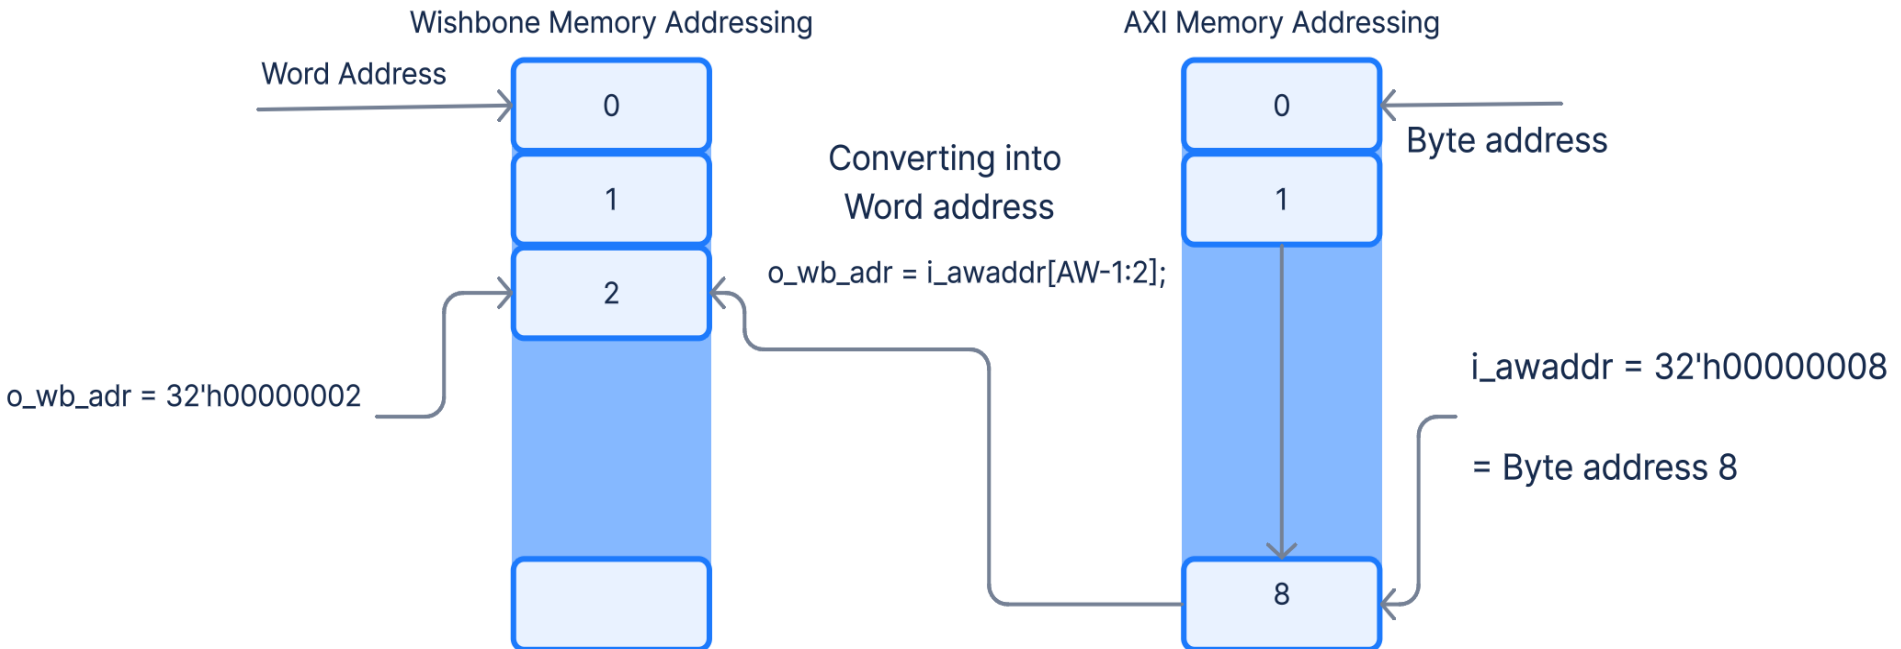 Wishbone Memory Addressing
AXI Memory Addressing
Word Address
0
0
Byte address
Converting into
Word address
1
1
o_wb_adr = i_awaddr[AW-1:2];
2
i_awaddr = 32'h00000008
o_wb_adr = 32'h00000002
= Byte address 8
8